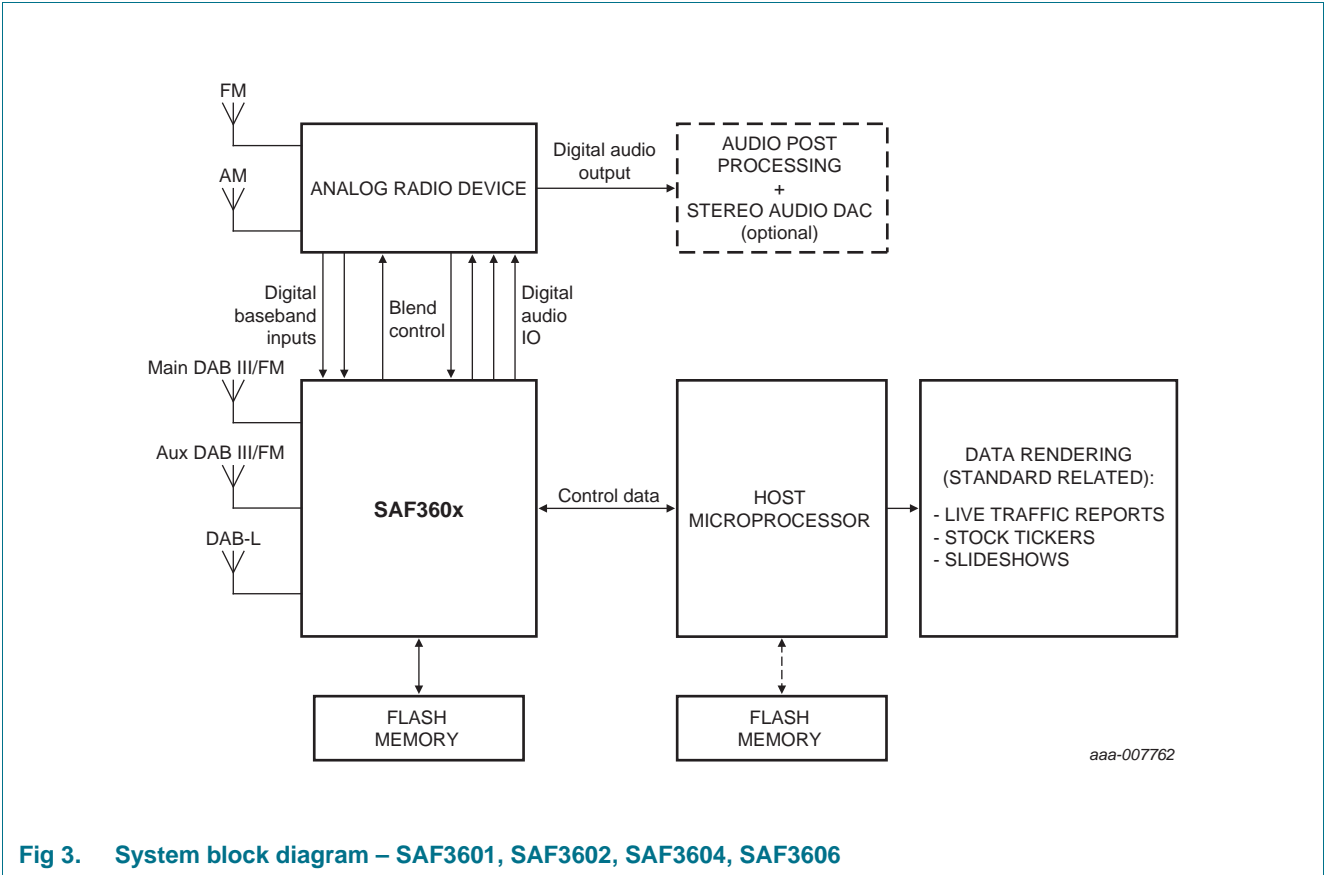 FM
AM
ANALOG RADIO DEVICE
Digital audio
output
AUDIO POST
PROCESSING
+
STEREO AUDIO DAC
(optional)
Digital
baseband
inputs
Blend
control
Digital
audio
IO
Main DAB III/FM
Aux DAB III/FM
DAB-L
SAF360x
Control data
HOST
MICROPROCESSOR
DATA RENDERING
(STANDARD RELATED):
- LIVE TRAFFIC REPORTS
- STOCK TICKERS
- SLIDESHOWS
FLASH
MEMORY
FLASH
MEMORY
aaa-007762
Fig 3. System block diagram – SAF3601, SAF3602, SAF3604, SAF3606